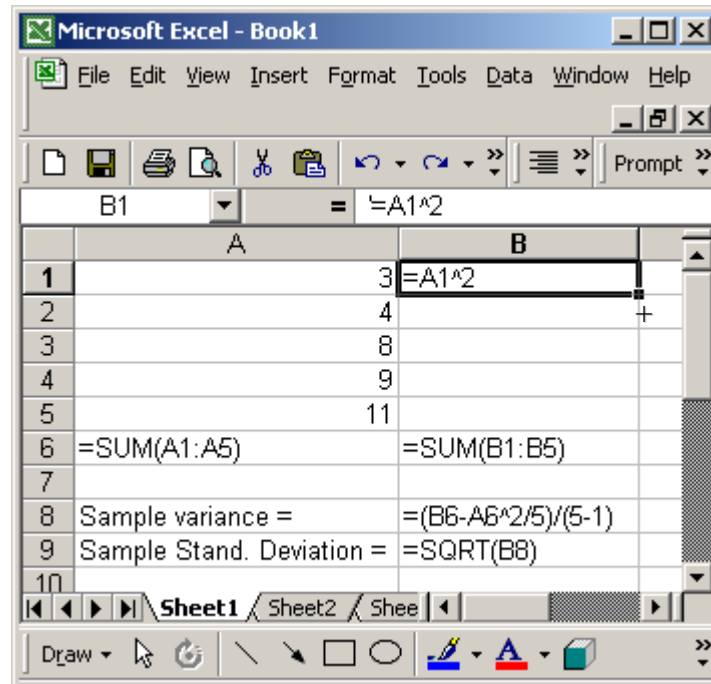 Microsoft Excel - Book1
File Edit View Insert Format Tools Data Window Help
Prompt
B1 = '=A1^2
A B
1 3 =A1^2
2 4
3 8
4 9
5 11
6 =SUM(A1:A5) =SUM(B1:B5)
7
8 Sample variance = =(B6-A6^2/5)/(5-1)
9 Sample Stand. Deviation = =SQRT(B8)
10
Sheet1 Sheet2 Shee
Draw A